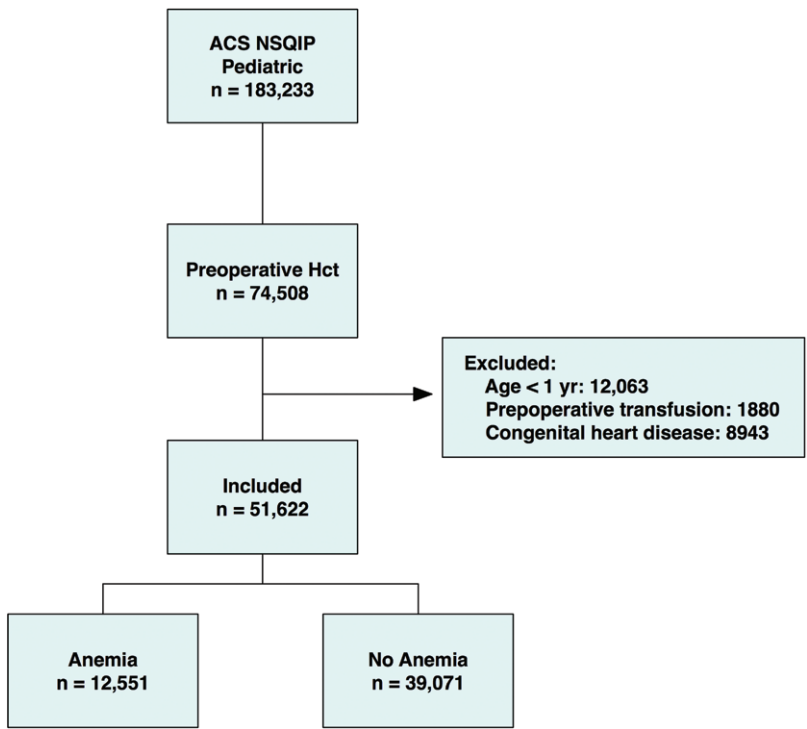 ACS NSQIP
Pediatric
n = 183,233
Preoperative Hct
n = 74,508
Excluded:
Age < 1 yr: 12,063
Prepoperative transfusion: 1880
Congenital heart disease: 8943
Included
n = 51,622
Anemia
n = 12,551
No Anemia
n = 39,071